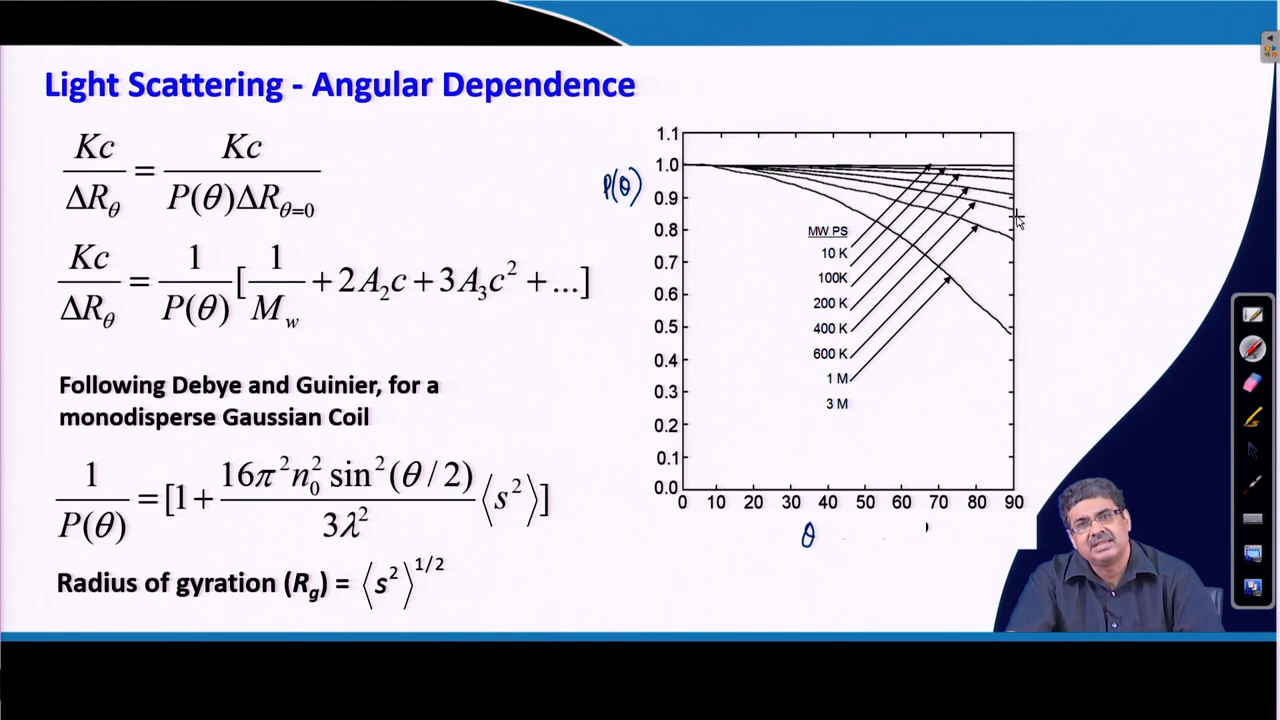 Light Scattering - Angular Dependence
Kc / ΔR_θ = Kc / P(θ)ΔR_θ=0
Kc / ΔR_θ = 1 / P(θ) [ 1 / M_w + 2A_2c + 3A_3c^2 + ...]
Following Debye and Guinier, for a
monodisperse Gaussian Coil
1 / P(θ) = [1 + 16π^2n_0^2 sin^2(θ/2) / 3λ^2 ⟨s^2⟩]
Radius of gyration (R_g) = ⟨s^2⟩^1/2
P(θ)
1.1
1.0
0.9
0.8
0.7
0.6
0.5
0.4
0.3
0.2
0.1
0.0
MW PS
10 K
100K
200 K
400 K
600 K
1 M
3 M
0 10 20 30 40 50 60 70 80 90
θ